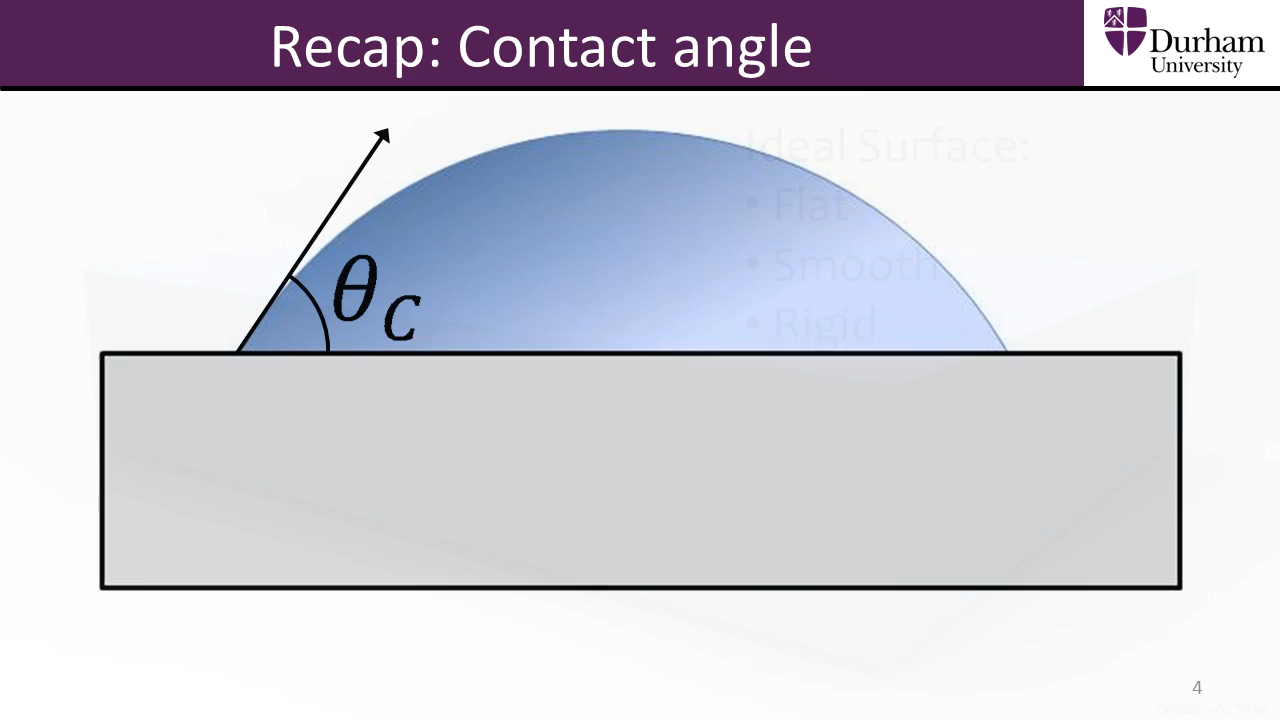 Recap: Contact angle
Durham
University
Ideal Surface:
• Flat
• Smooth
• Rigid
θ_C
4